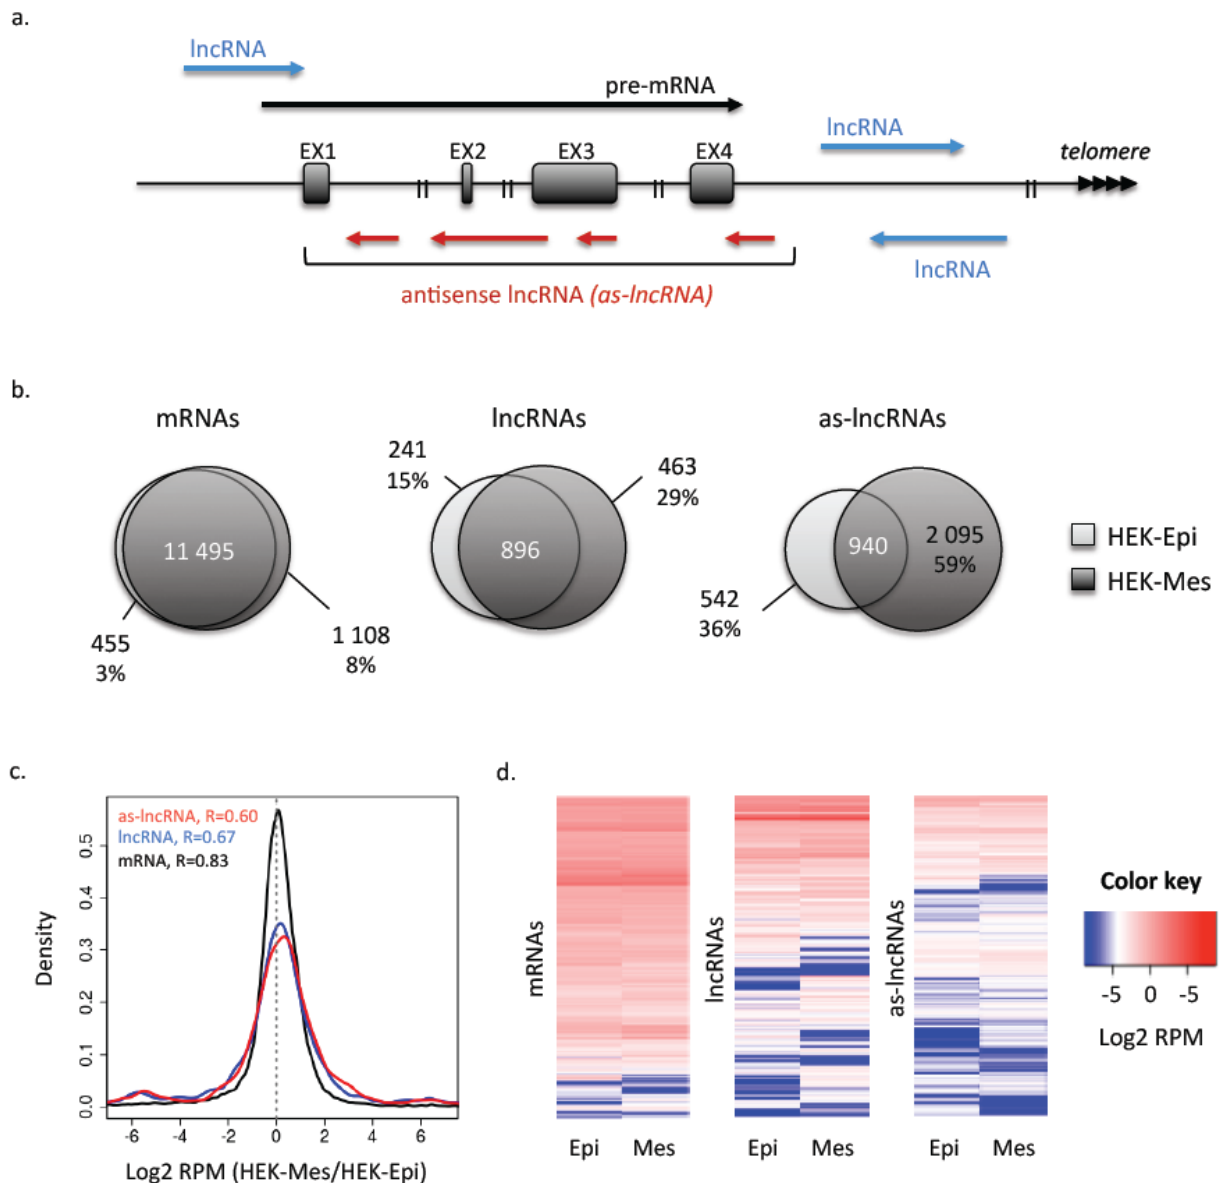 a.
lncRNA
pre-mRNA
lncRNA
EX1 EX2 EX3 EX4
telomere
antisense lncRNA (as-lncRNA)
lncRNA
b.
mRNAs
lncRNAs
as-lncRNAs
11 495
455
3%
1 108
8%
241
15%
896
463
29%
940
2 095
59%
542
36%
HEK-Epi
HEK-Mes
c.
as-lncRNA, R=0.60
lncRNA, R=0.67
mRNA, R=0.83
Density
0.5
0.4
0.3
0.2
0.1
0.0
-6 -4 -2 0 2 4 6
Log2 RPM (HEK-Mes/HEK-Epi)
d.
mRNAs
Epi Mes
lncRNAs
Epi Mes
as-lncRNAs
Epi Mes
Color key
-5 0 -5
Log2 RPM